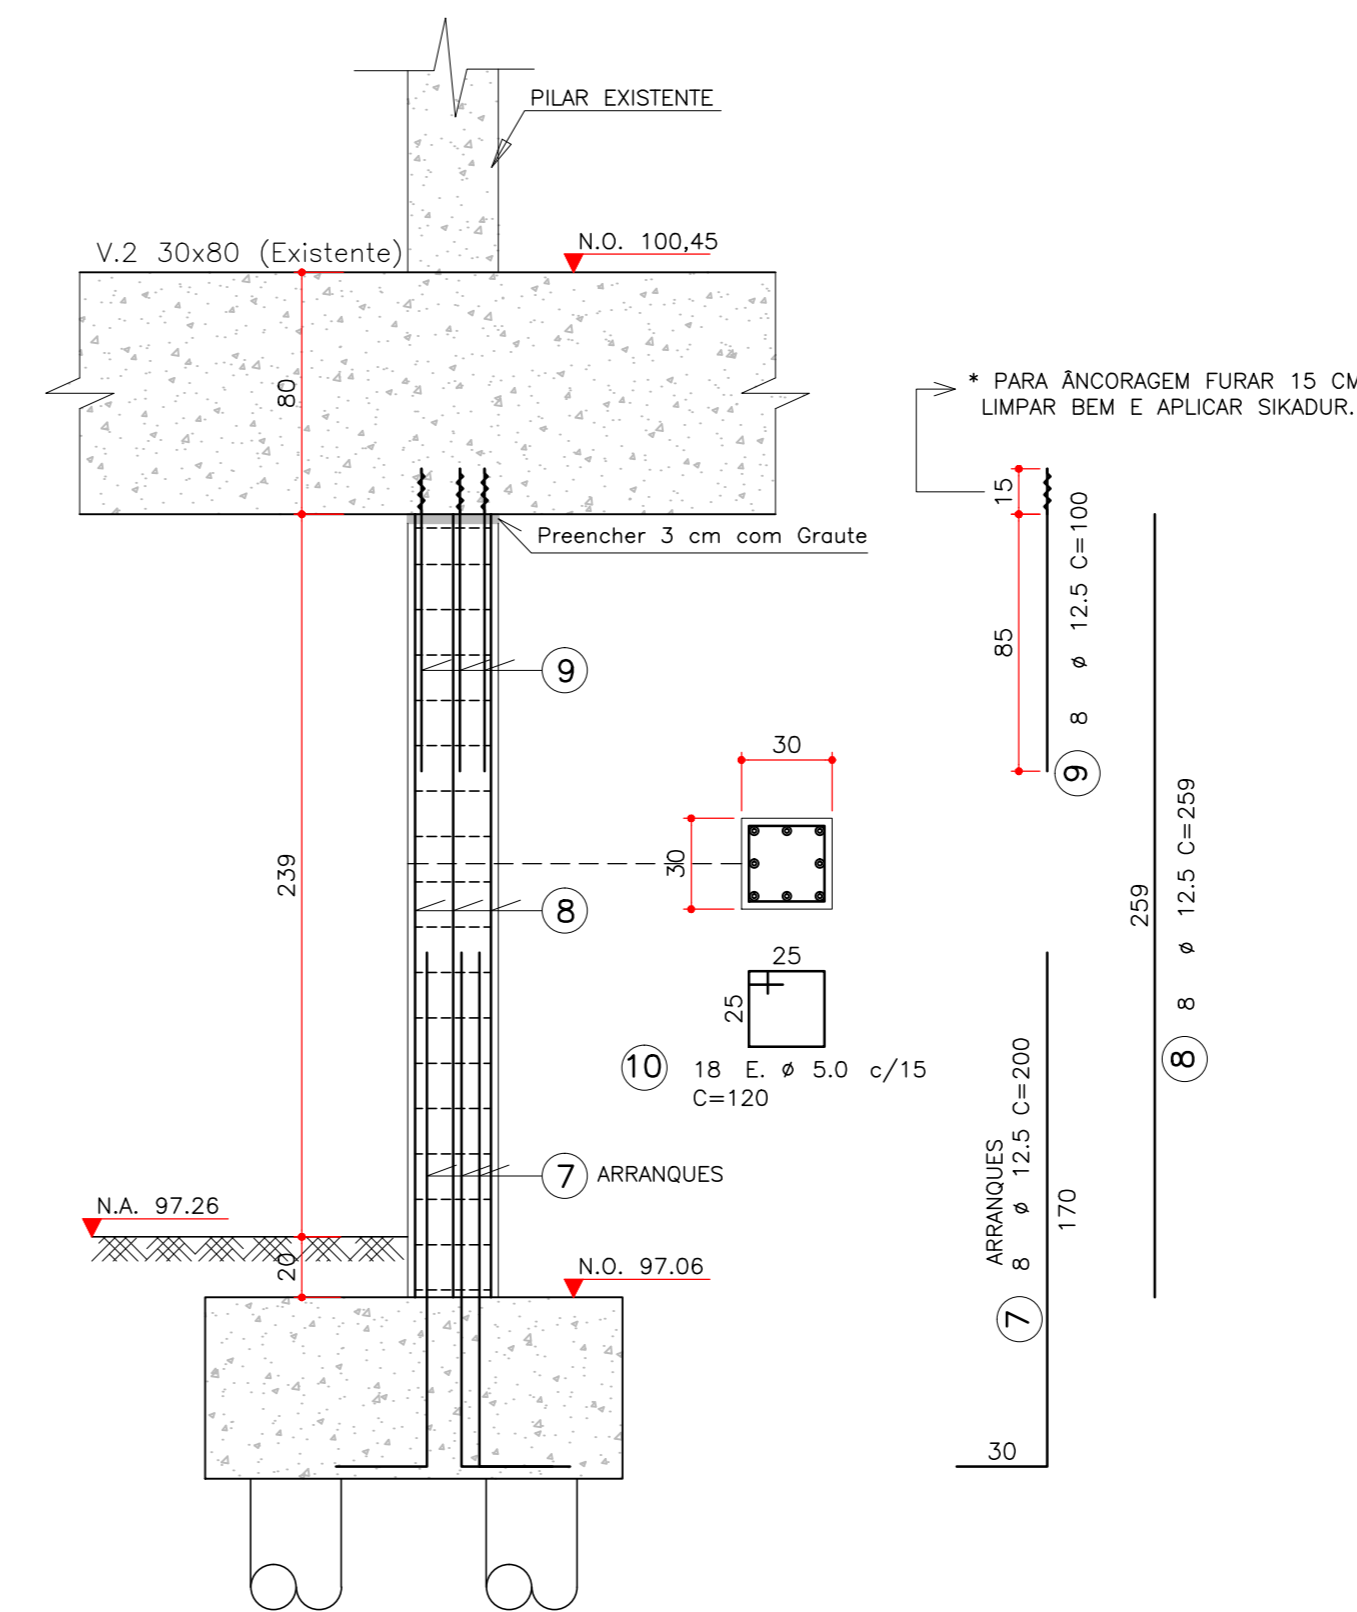 PILAR EXISTENTE
V.2 30x80 (Existente)
N.O. 100,45
80
* PARA ÂNCORAGEM FURAR 15 CM
LIMPAR BEM E APLICAR SIKADUR.
15
85
9 8 ø 12.5 C=100
Preencher 3 cm com Graute
9
30
30
239
8
259
8 8 ø 12.5 C=259
25
25
10 18 E. ø 5.0 c/15
C=120
7 ARRANQUES
ARRANQUES
7 8 ø 12.5 C=200
170
N.A. 97.26
20
N.O. 97.06
30